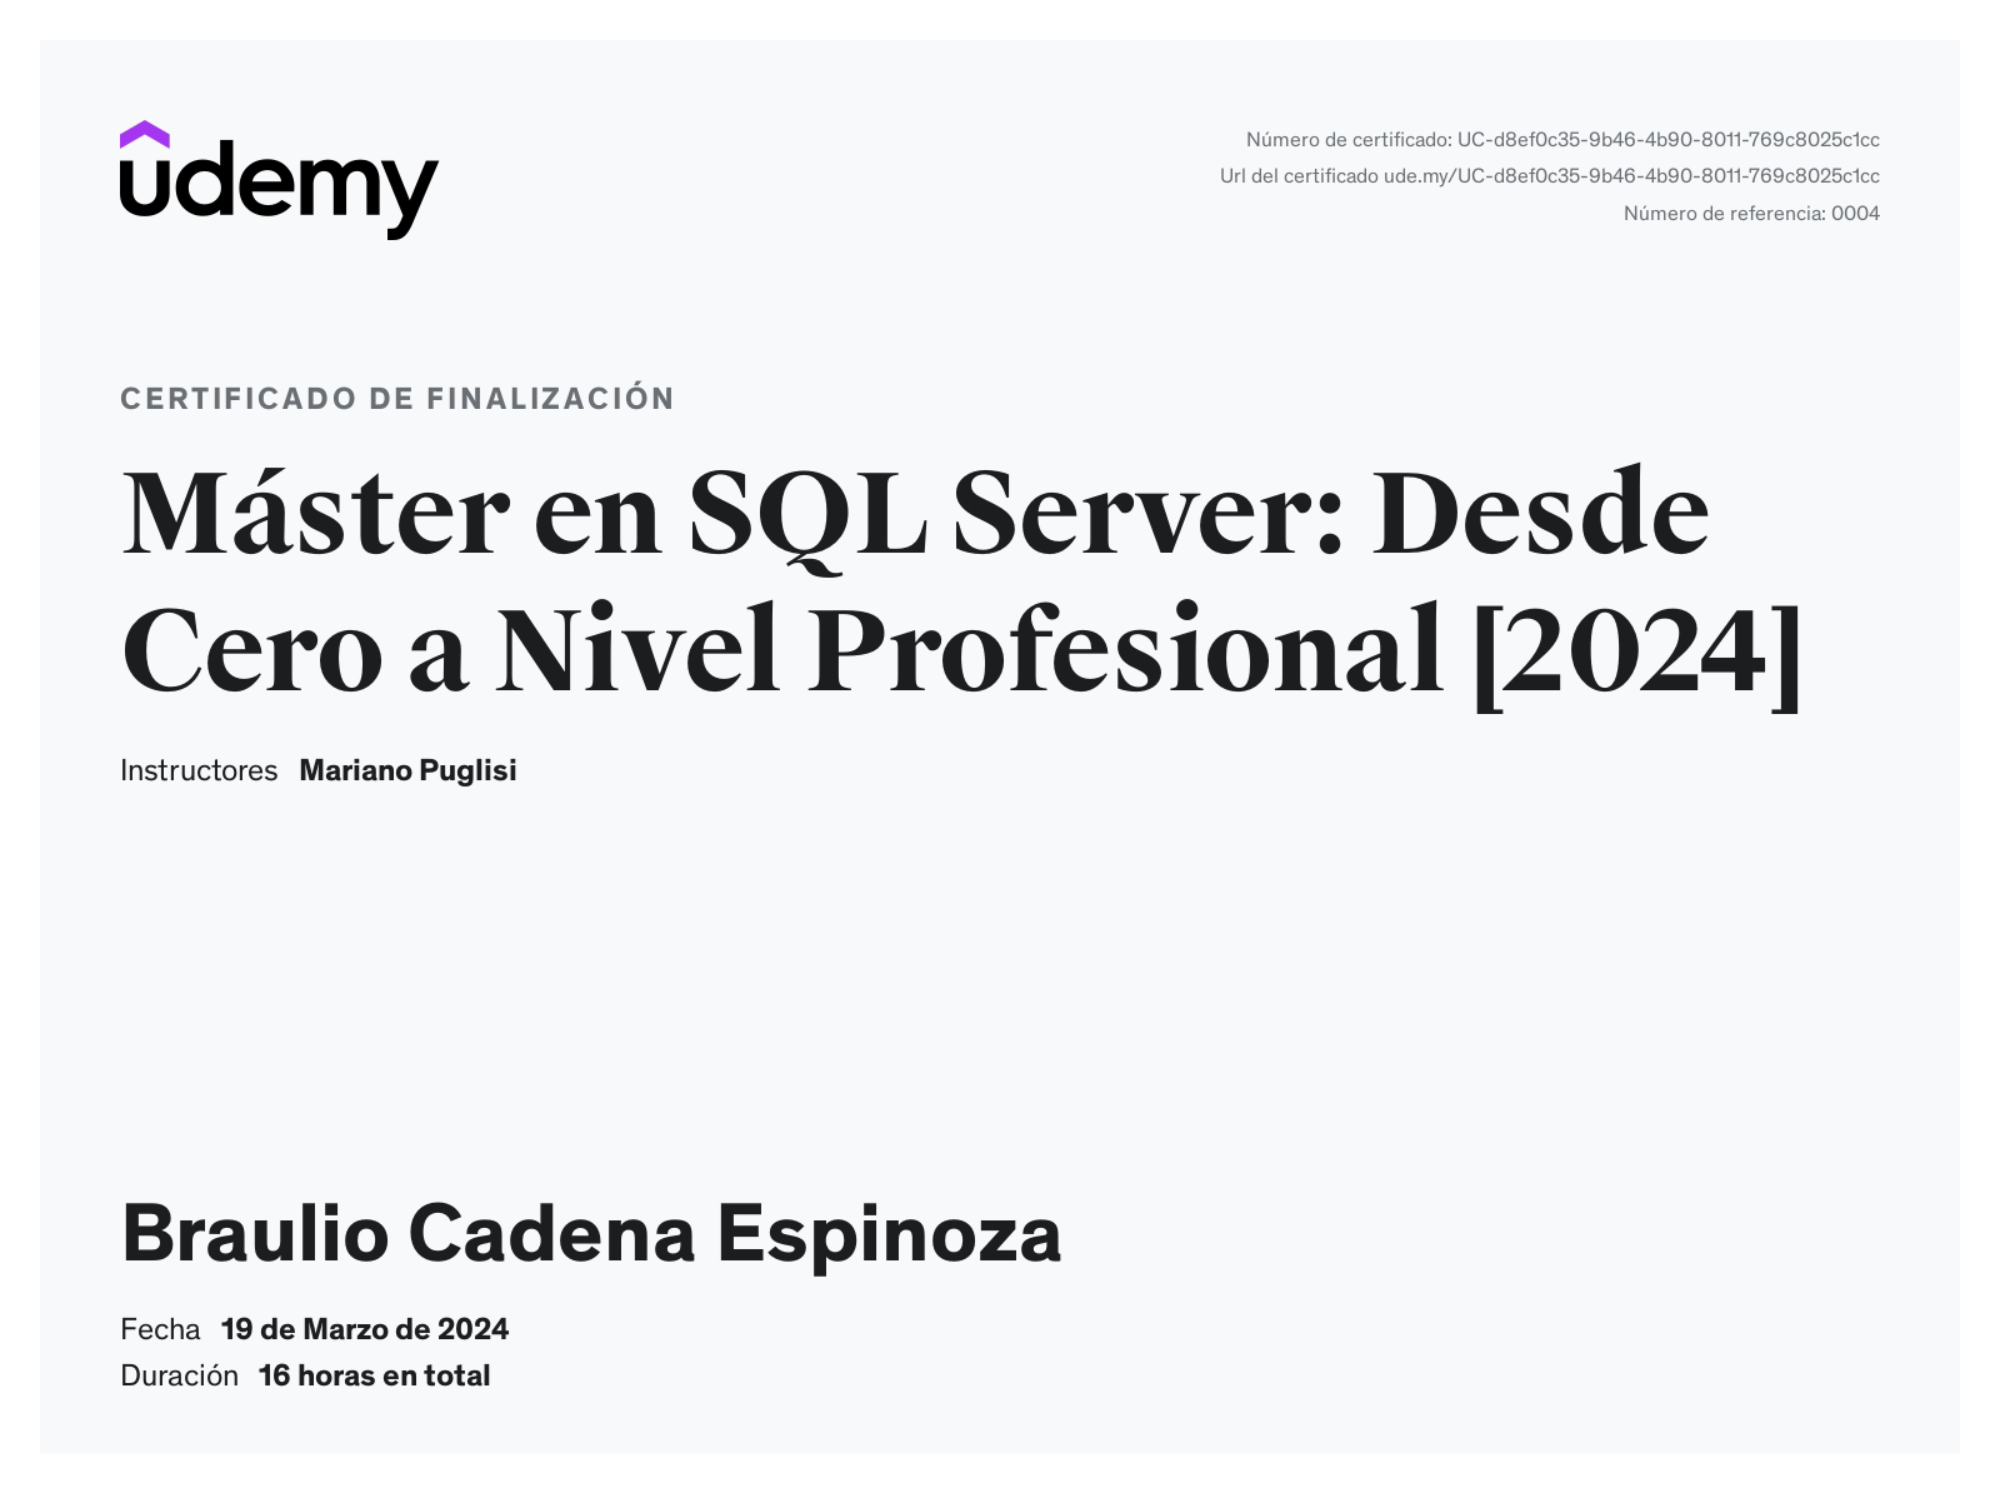 udemy
Número de certificado: UC-d8ef0c35-9b46-4b90-8011-769c8025c1cc
Url del certificado ude.my/UC-d8ef0c35-9b46-4b90-8011-769c8025c1cc
Número de referencia: 0004
CERTIFICADO DE FINALIZACIÓN
Máster en SQL Server: Desde
Cero a Nivel Profesional [2024]
Instructores Mariano Puglisi
Braulio Cadena Espinoza
Fecha 19 de Marzo de 2024
Duración 16 horas en total